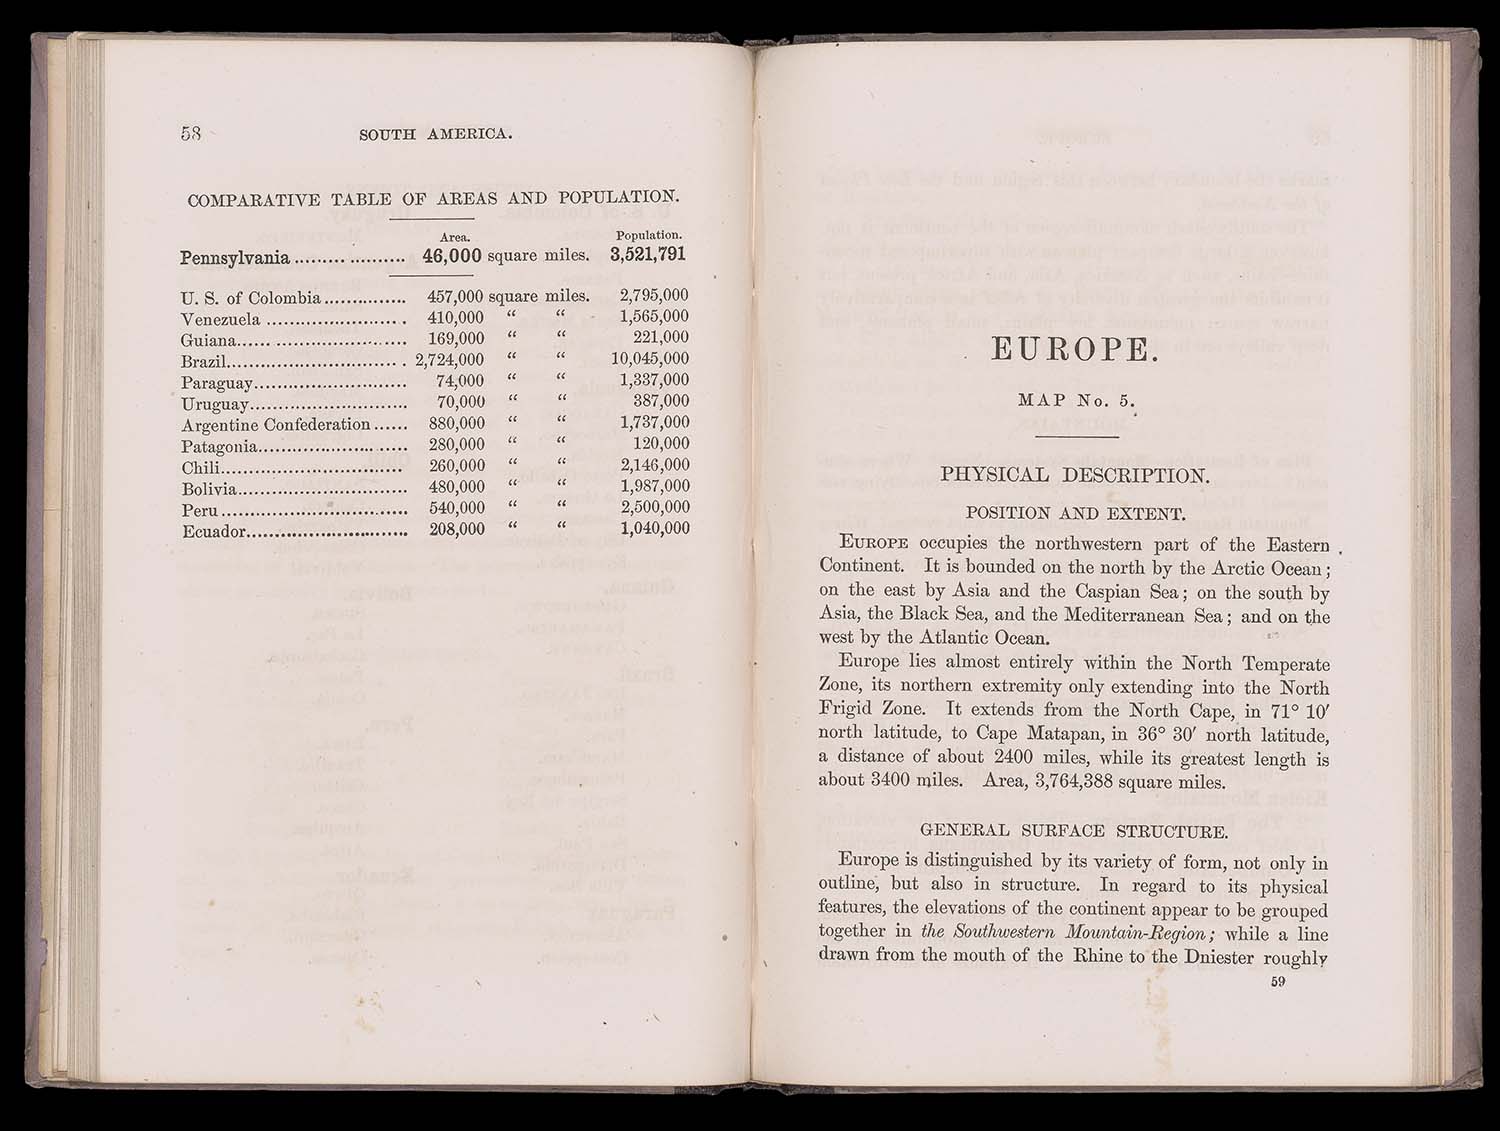 58 SOUTH AMERICA.
COMPARATIVE TABLE OF AREAS AND POPULATION.
Area. Population.
Pennsylvania ......... .......... 46,000 square miles. 3,521,791
U. S. of Colombia............... 457,000 square miles. 2,795,000
Venezuela ........................ 410,000 “ “ 1,565,000
Guiana...... ....................... 169,000 “ “ 221,000
Brazil............................... 2,724,000 “ “ 10,045,000
Paraguay........................... 74,000 “ “ 1,337,000
Uruguay............................ 70,000 “ “ 387,000
Argentine Confederation...... 880,000 “ “ 1,737,000
Patagonia.......................... 280,000 “ “ 120,000
Chili................................. 260,000 “ “ 2,146,000
Bolivia.............................. 480,000 “ “ 1,987,000
Peru................................. 540,000 “ “ 2,500,000
Ecuador............................ 208,000 “ “ 1,040,000
EUROPE.
MAP No. 5.
PHYSICAL DESCRIPTION.
POSITION AND EXTENT.
EUROPE occupies the northwestern part of the Eastern
Continent. It is bounded on the north by the Arctic Ocean;
on the east by Asia and the Caspian Sea; on the south by
Asia, the Black Sea, and the Mediterranean Sea; and on the
west by the Atlantic Ocean.
Europe lies almost entirely within the North Temperate
Zone, its northern extremity only extending into the North
Frigid Zone. It extends from the North Cape, in 71° 10′
north latitude, to Cape Matapan, in 36° 30′ north latitude,
a distance of about 2400 miles, while its greatest length is
about 3400 miles. Area, 3,764,388 square miles.
GENERAL SURFACE STRUCTURE.
Europe is distinguished by its variety of form, not only in
outline, but also in structure. In regard to its physical
features, the elevations of the continent appear to be grouped
together in the Southwestern Mountain-Region; while a line
drawn from the mouth of the Rhine to the Dniester roughly
59